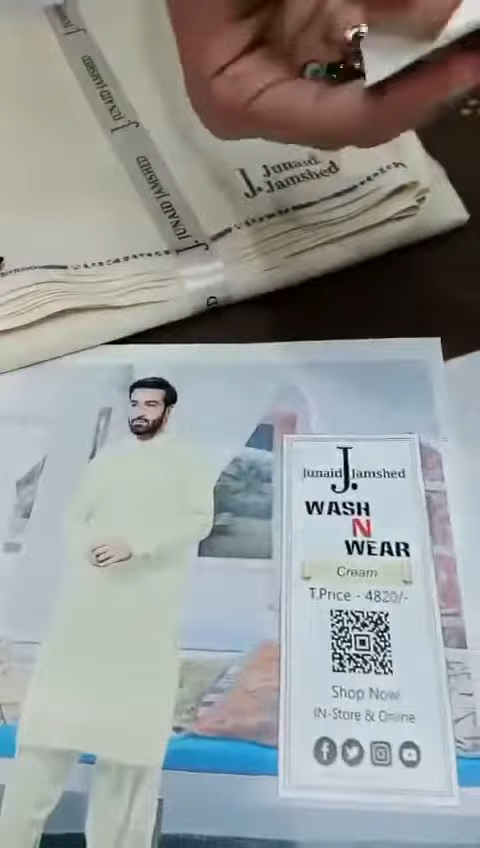 J. JUNAID JAMSHED
J. JUNAID JAMSHED
J. Junaid
Jamshed
Junaid J. Jamshed
WASH
N
WEAR
Cream
T.Price - 4820/-
Shop Now
IN-Store & Online